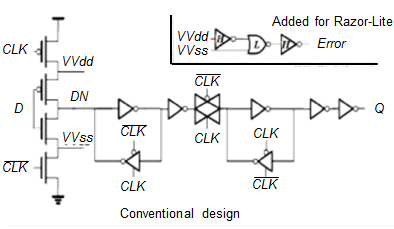 Added for Razor-Lite
VVdd
VVss
H
L
H
Error
CLK
VVdd
D
DN
VVss
CLK
CLK
CLK
CLK
CLK
CLK
CLK
Q
Conventional design